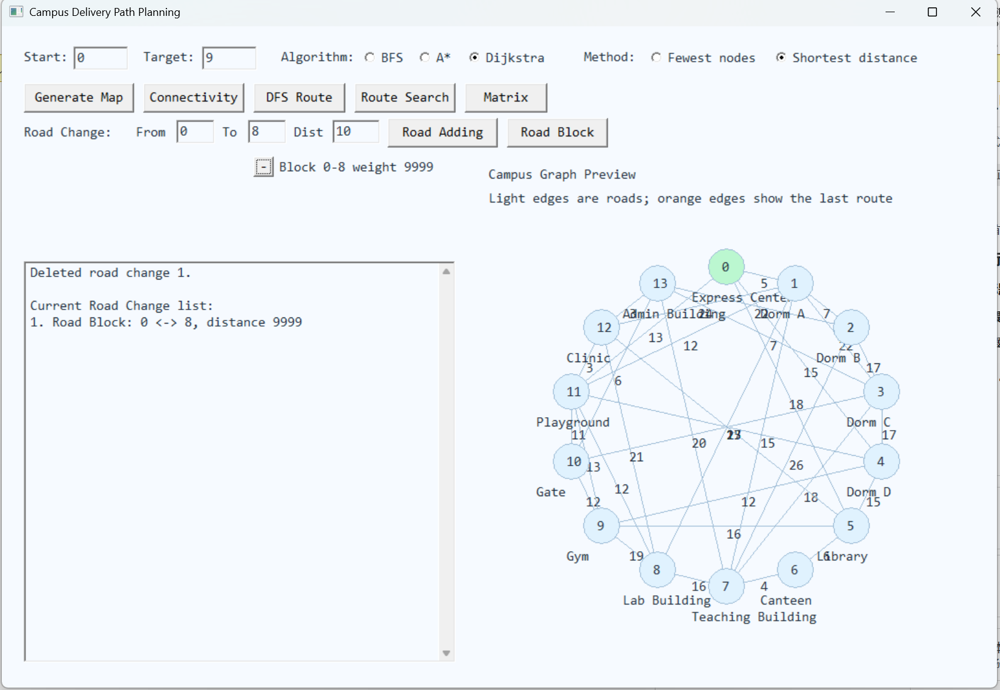 Campus Delivery Path Planning
Start: 0 Target: 9 Algorithm: BFS A* Dijkstra Method: Fewest nodes Shortest distance
Generate Map Connectivity DFS Route Route Search Matrix
Road Change: From 0 To 8 Dist 10 Road Adding Road Block
- Block 0-8 weight 9999
Campus Graph Preview
Light edges are roads; orange edges show the last route
Deleted road change 1.
Current Road Change list:
1. Road Block: 0 <-> 8, distance 9999
0
13 5 1
Express Cente
Admin Building Dorm A 7
12 2
13 12 7 22
Clinic Dorm B
3 15 17
6
11 3
18
Playground Dorm C
11 17
20 15
21
10 13 26 4
Gate 12 Dorm D
12 12 18 15
9 5
16
Gym 19 Library
8 6
16 7 4
Lab Building Canteen
Teaching Building